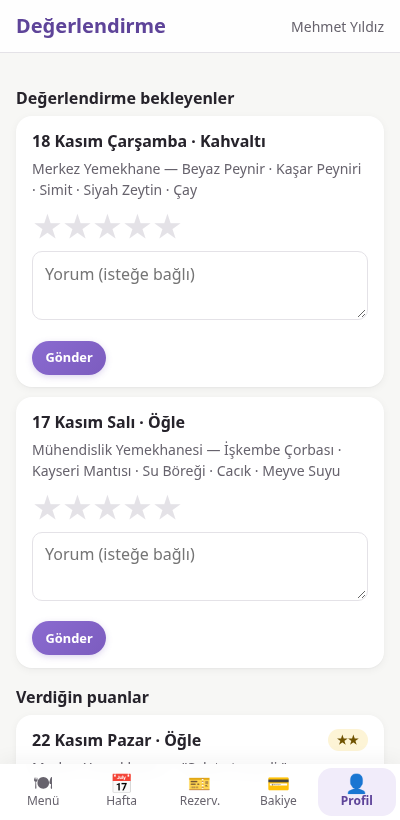 Değerlendirme
Mehmet Yıldız
Değerlendirme bekleyenler
18 Kasım Çarşamba · Kahvaltı
Merkez Yemekhane — Beyaz Peynir · Kaşar Peyniri
· Simit · Siyah Zeytin · Çay
Yorum (isteğe bağlı)
Gönder
17 Kasım Salı · Öğle
Mühendislik Yemekhanesi — İşkembe Çorbası ·
Kayseri Mantısı · Su Böreği · Cacık · Meyve Suyu
Yorum (isteğe bağlı)
Gönder
Verdiğin puanlar
22 Kasım Pazar · Öğle
Menü
Hafta
Rezerv.
Bakiye
Profil